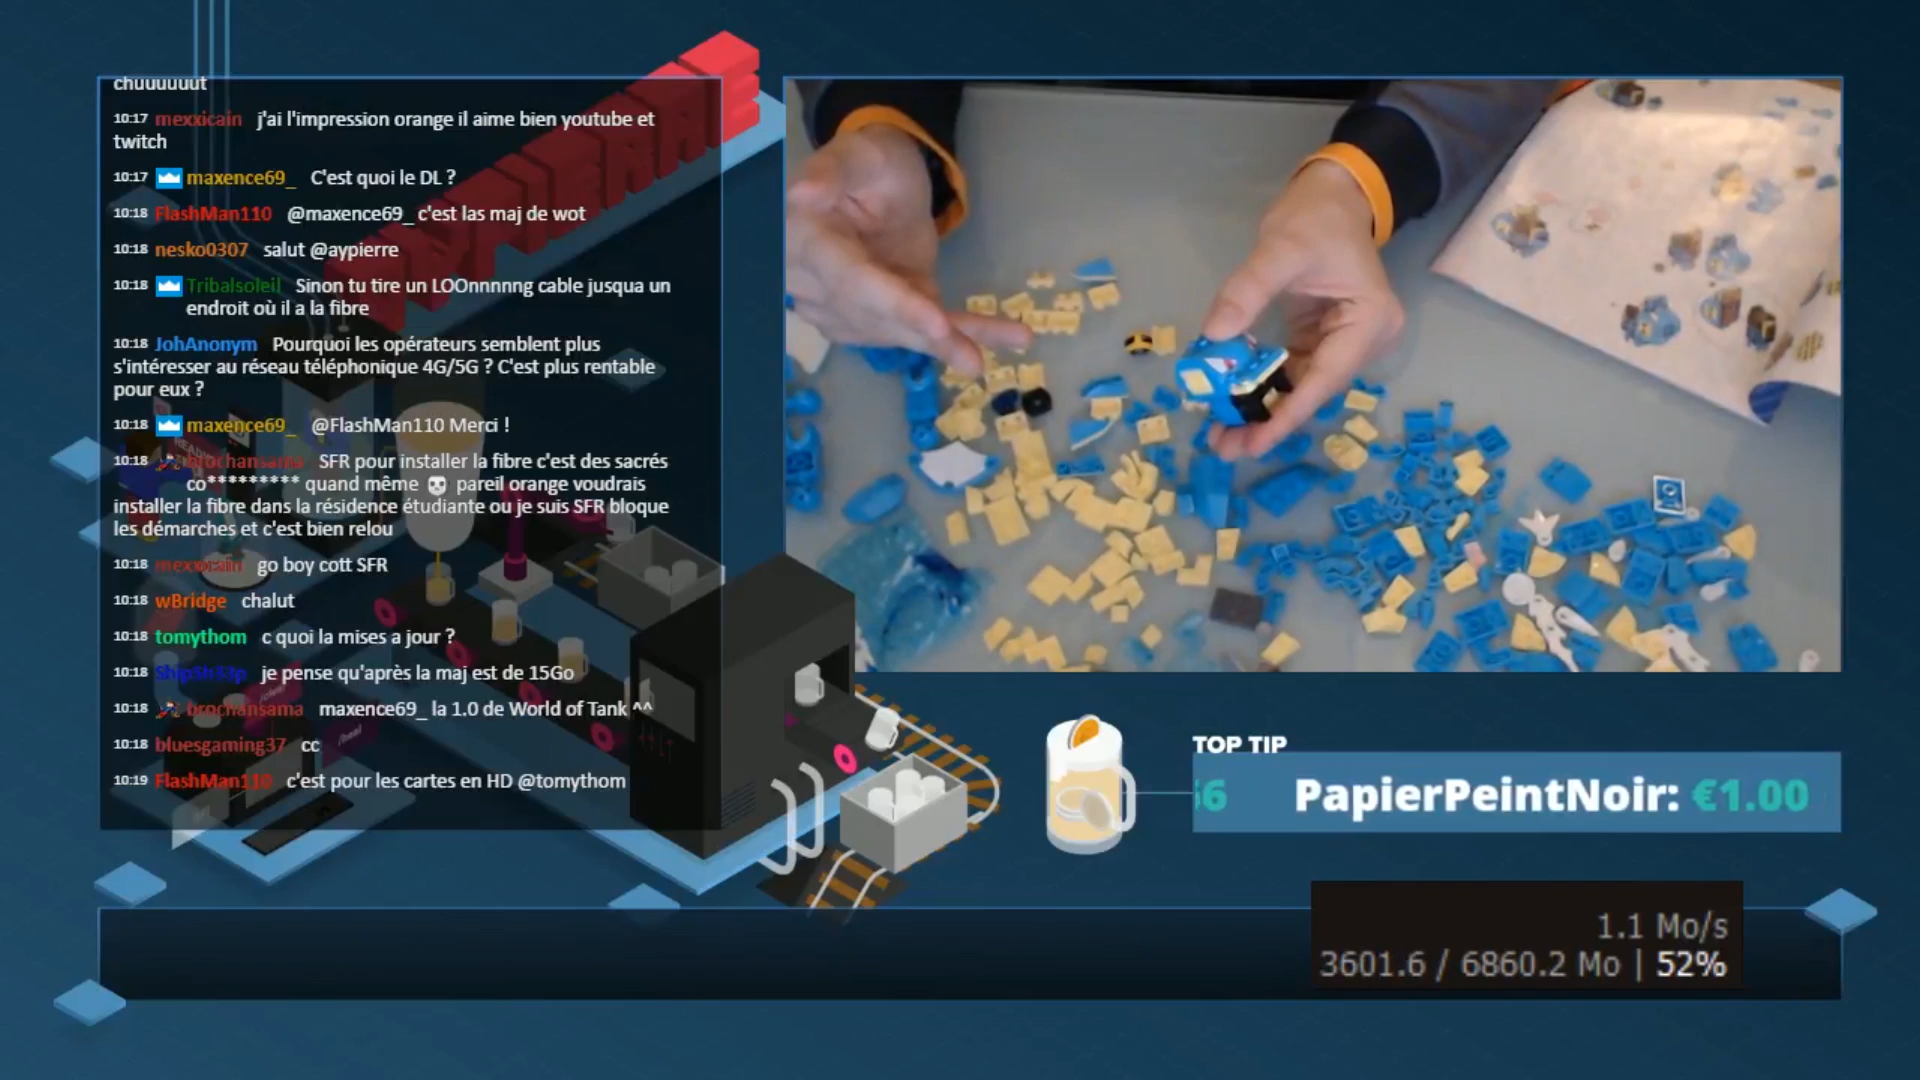 chuuuuuut
10:17 mexxicain j'ai l'impression orange il aime bien youtube et
twitch
10:17 maxence69_ C'est quoi le DL ?
10:18 FlashMan110 @maxence69_ c'est las maj de wot
10:18 nesko0307 salut @aypierre
10:18 Tribalsoleil Sinon tu tire un LOOnnnnng cable jusqua un
endroit où il a la fibre
10:18 JohAnonym Pourquoi les opérateurs semblent plus
s'intéresser au réseau téléphonique 4G/5G ? C'est plus rentable
pour eux ?
10:18 maxence69_ @FlashMan110 Merci !
10:18 brochansama SFR pour installer la fibre c'est des sacrés
co********* quand même 💀 pareil orange voudrais
installer la fibre dans la résidence étudiante ou je suis SFR bloque
les démarches et c'est bien relou
10:18 mexxicain go boy cott SFR
10:18 wBridge chalut
10:18 tomythom c quoi la mises a jour ?
10:18 ShipSh33p je pense qu'après la maj est de 15Go
10:18 brochansama maxence69_ la 1.0 de World of Tank ^^
10:18 bluesgaming37 cc
10:19 FlashMan110 c'est pour les cartes en HD @tomythom
AYPIERRE
TOP TIP
6 PapierPeintNoir: €1.00
1.1 Mo/s
3601.6 / 6860.2 Mo | 52%